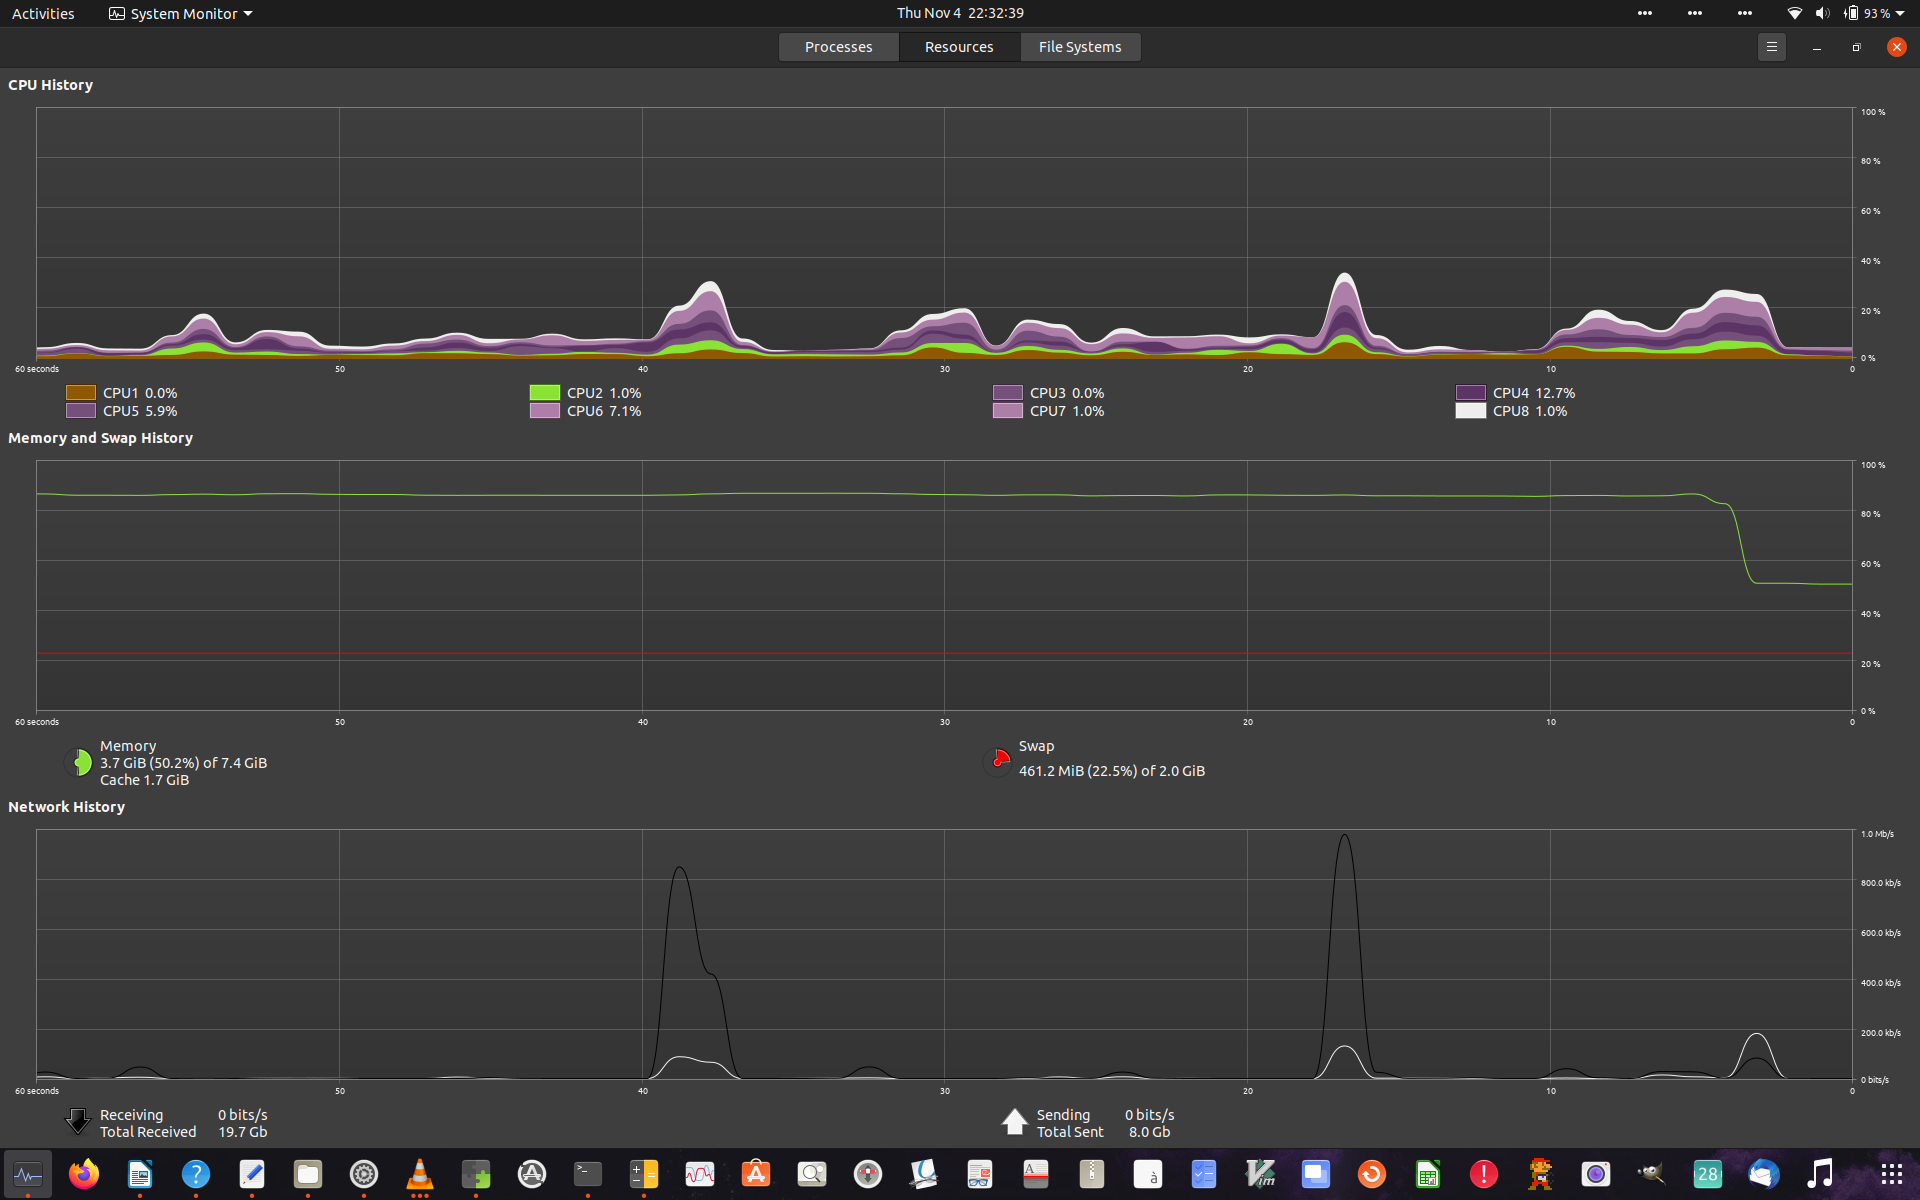 Activities System Monitor Thu Nov 4 22:32:39 93 %
Processes Resources File Systems
CPU History
100 %
80 %
60 %
40 %
20 %
0 %
60 seconds 50 40 30 20 10 0
CPU1 0.0% CPU2 1.0% CPU3 0.0% CPU4 12.7%
CPU5 5.9% CPU6 7.1% CPU7 1.0% CPU8 1.0%
Memory and Swap History
100 %
80 %
60 %
40 %
20 %
0 %
60 seconds 50 40 30 20 10 0
Memory
3.7 GiB (50.2%) of 7.4 GiB
Cache 1.7 GiB
Swap
461.2 MiB (22.5%) of 2.0 GiB
Network History
1.0 Mb/s
800.0 kb/s
600.0 kb/s
400.0 kb/s
200.0 kb/s
0 bits/s
60 seconds 50 40 30 20 10 0
Receiving 0 bits/s Sending 0 bits/s
Total Received 19.7 Gb Total Sent 8.0 Gb
? >_ A à Vim ! 28